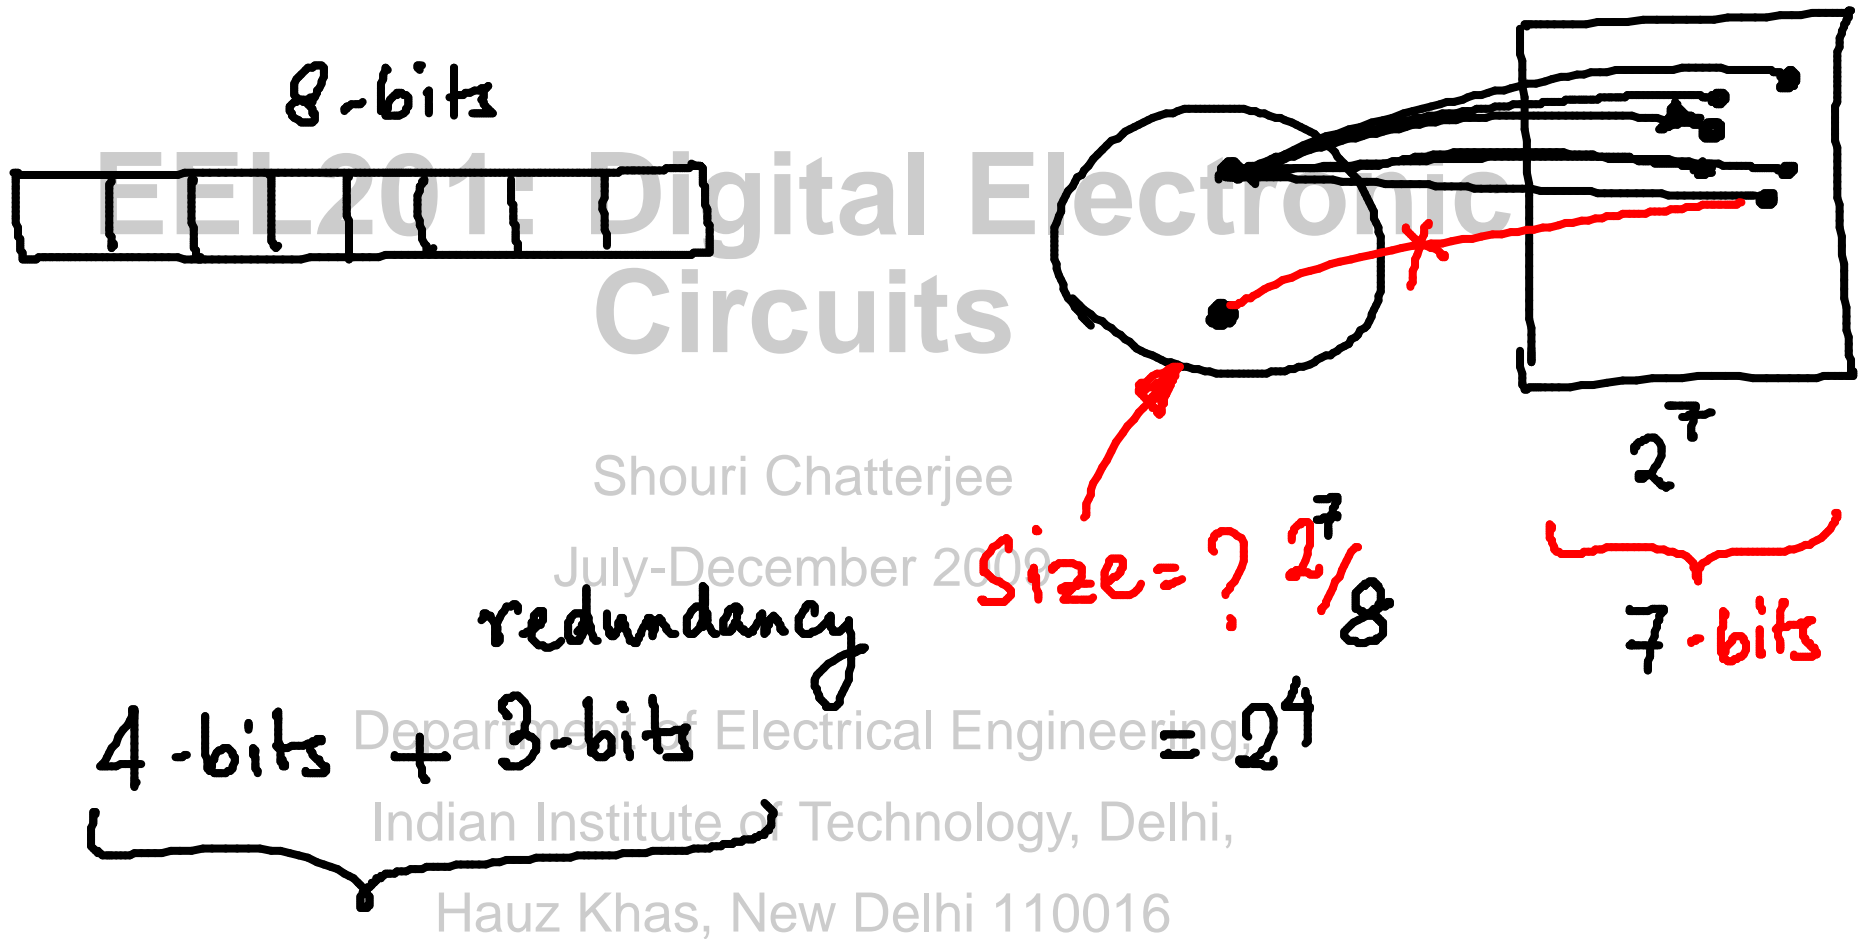 8-bits
EEL201: Digital Electronic
Circuits
2^7
Shouri Chatterjee
July-December 2009
Size = ? 2^7/8
7-bits
redundancy
4-bits + 3-bits
= 2^4
Department of Electrical Engineering,
Indian Institute of Technology, Delhi,
Hauz Khas, New Delhi 110016